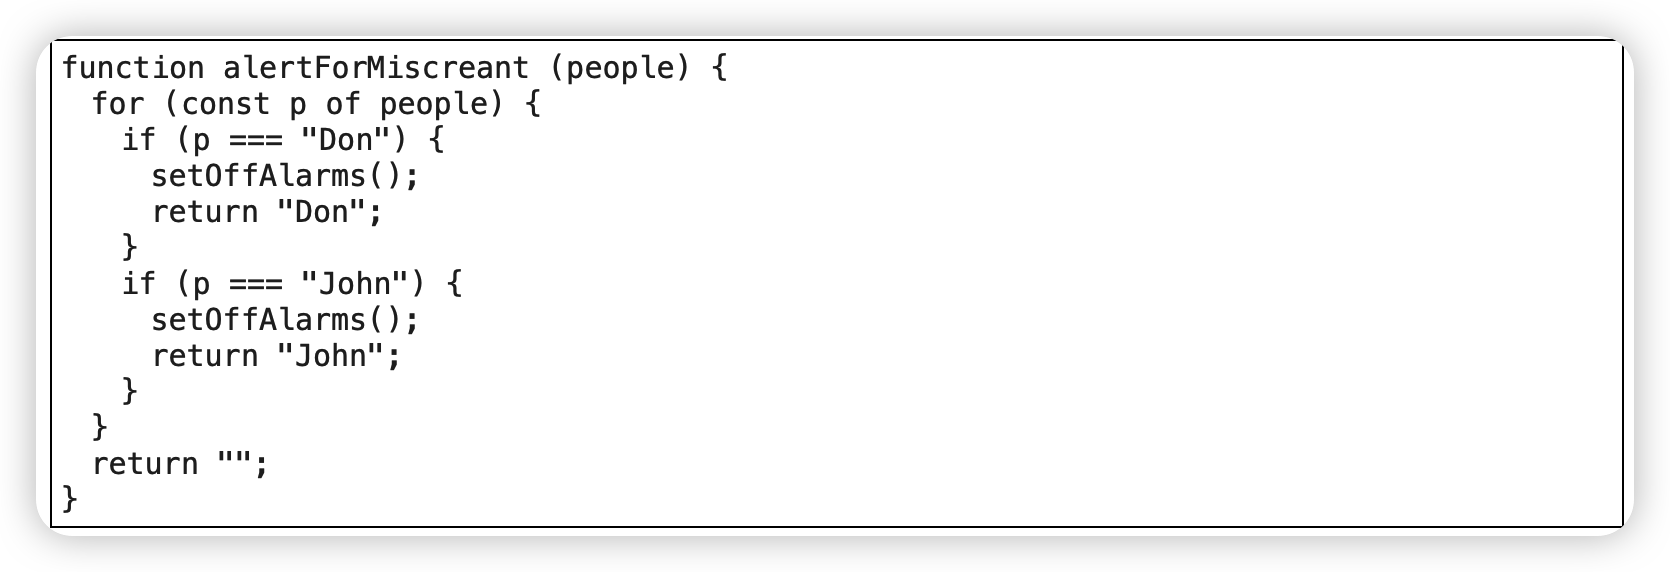 function alertForMiscreant (people) {
  for (const p of people) {
    if (p === "Don") {
      setOffAlarms();
      return "Don";
    }
    if (p === "John") {
      setOffAlarms();
      return "John";
    }
  }
  return "";
}